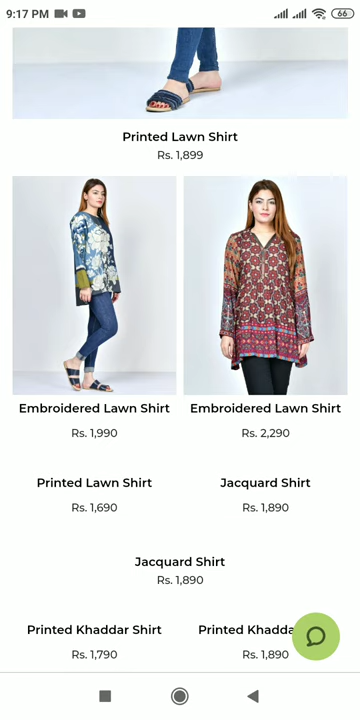 9:17 PM
66
Printed Lawn Shirt
Rs. 1,899
Embroidered Lawn Shirt
Rs. 1,990
Embroidered Lawn Shirt
Rs. 2,290
Printed Lawn Shirt
Rs. 1,690
Jacquard Shirt
Rs. 1,890
Jacquard Shirt
Rs. 1,890
Printed Khaddar Shirt
Rs. 1,790
Printed Khadda
Rs. 1,890